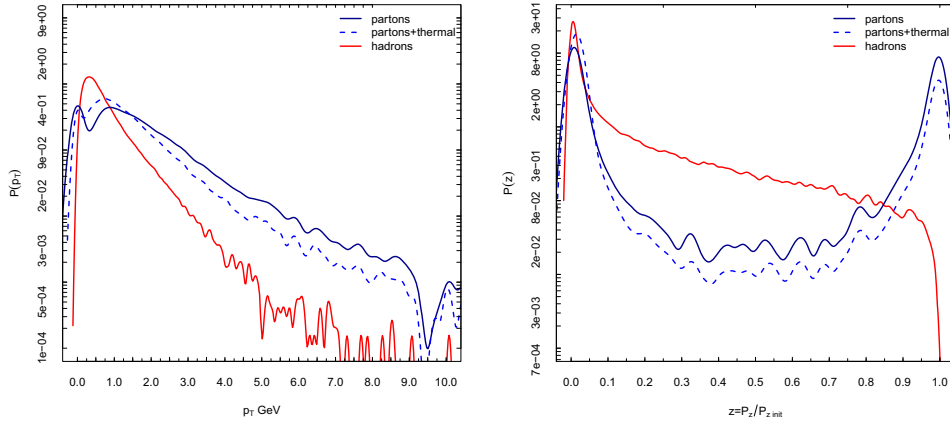 partons
partons+thermal
hadrons
P(pT)
1e−04
5e−04
3e−03
2e−02
9e−02
4e−01
2e+00
9e+00
0.0 1.0 2.0 3.0 4.0 5.0 6.0 7.0 8.0 9.0 10.0
pT GeV
partons
partons+thermal
hadrons
P(z)
7e−04
3e−03
2e−02
8e−02
3e−01
2e+00
8e+00
3e+01
0.0 0.1 0.2 0.3 0.4 0.5 0.6 0.7 0.8 0.9 1.0
z=Pz/Pz init